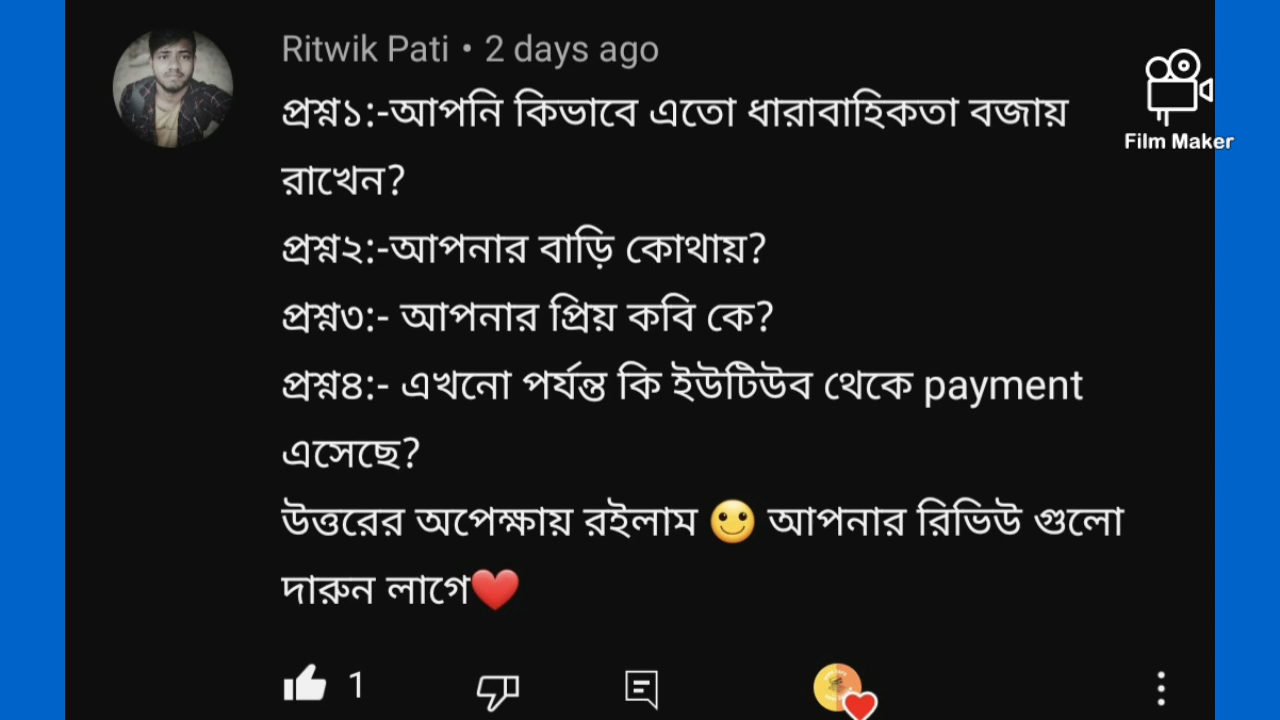 Ritwik Pati • 2 days ago
প্রশ্ন১:-আপনি কিভাবে এতো ধারাবাহিকতা বজায়
রাখেন?
প্রশ্ন২:-আপনার বাড়ি কোথায়?
প্রশ্ন৩:- আপনার প্রিয় কবি কে?
প্রশ্ন৪:- এখনো পর্যন্ত কি ইউটিউব থেকে payment
এসেছে?
উত্তরের অপেক্ষায় রইলাম 🙂 আপনার রিভিউ গুলো
দারুন লাগে❤️
1
Film Maker